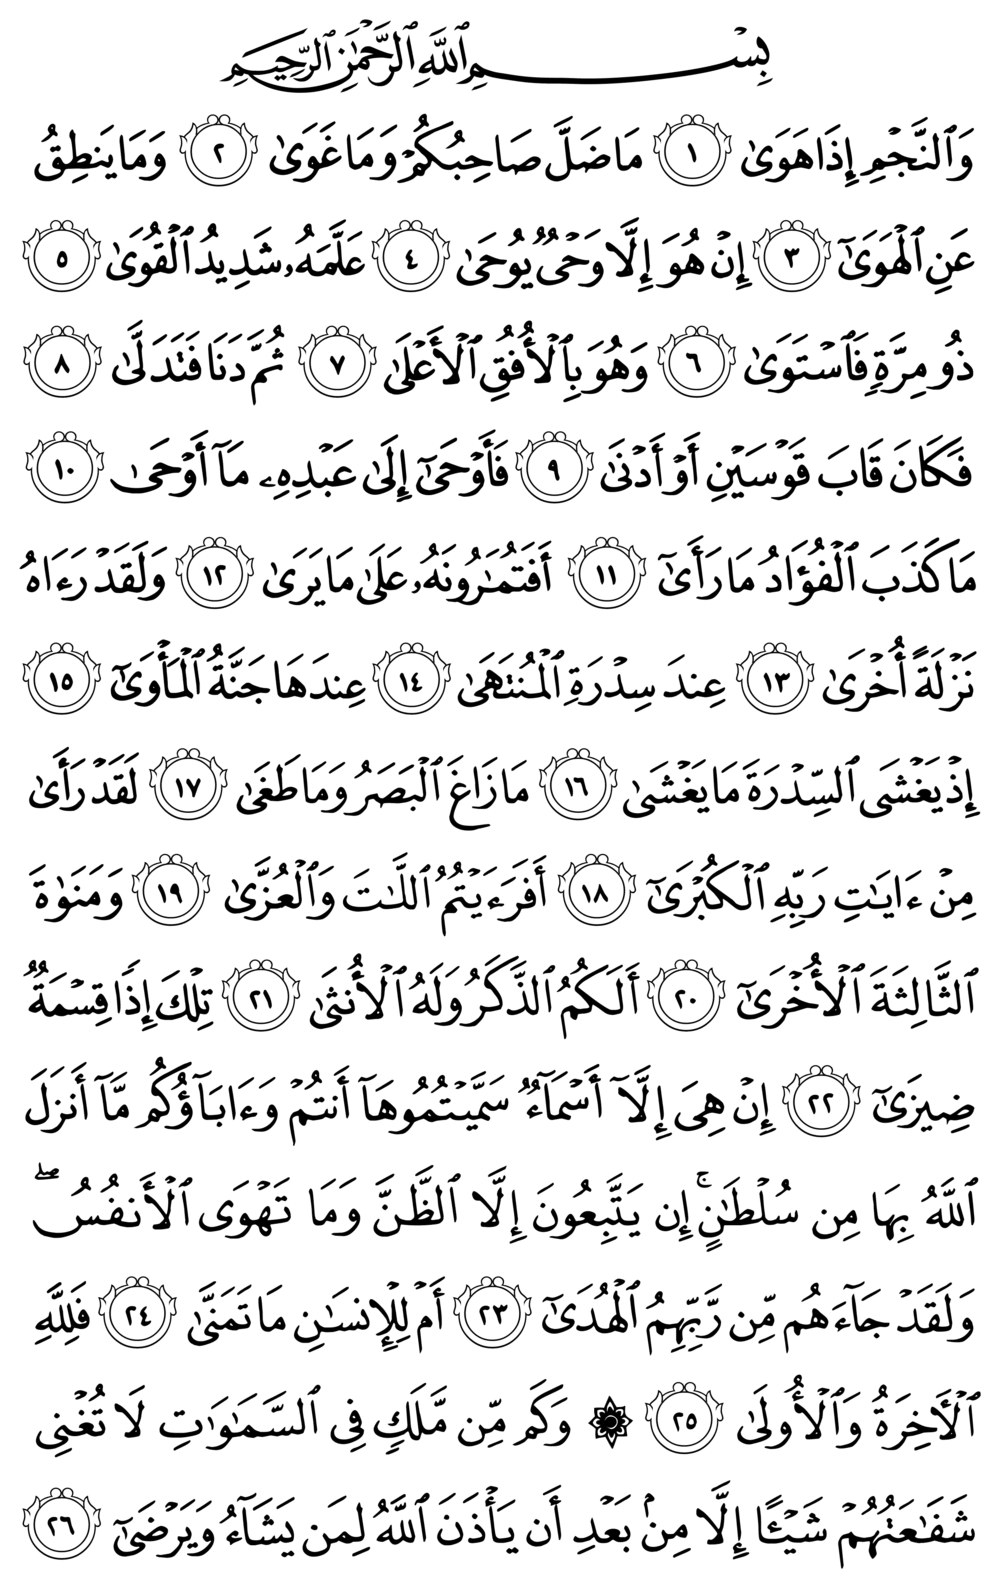 بِسْمِ ٱللَّهِ ٱلرَّحْمَٰنِ ٱلرَّحِيمِ
وَٱلنَّجْمِ إِذَا هَوَىٰ ١ مَا ضَلَّ صَاحِبُكُمْ وَمَا غَوَىٰ ٢ وَمَا يَنطِقُ
عَنِ ٱلْهَوَىٰٓ ٣ إِنْ هُوَ إِلَّا وَحْىٌ يُوحَىٰ ٤ عَلَّمَهُۥ شَدِيدُ ٱلْقُوَىٰ ٥
ذُو مِرَّةٍ فَٱسْتَوَىٰ ٦ وَهُوَ بِٱلْأُفُقِ ٱلْأَعْلَىٰ ٧ ثُمَّ دَنَا فَتَدَلَّىٰ ٨
فَكَانَ قَابَ قَوْسَيْنِ أَوْ أَدْنَىٰ ٩ فَأَوْحَىٰٓ إِلَىٰ عَبْدِهِۦ مَآ أَوْحَىٰ ١٠
مَا كَذَبَ ٱلْفُؤَادُ مَا رَأَىٰٓ ١١ أَفَتُمَٰرُونَهُۥ عَلَىٰ مَا يَرَىٰ ١٢ وَلَقَدْ رَءَاهُ
نَزْلَةً أُخْرَىٰ ١٣ عِندَ سِدْرَةِ ٱلْمُنتَهَىٰ ١٤ عِندَهَا جَنَّةُ ٱلْمَأْوَىٰٓ ١٥
إِذْ يَغْشَى ٱلسِّدْرَةَ مَا يَغْشَىٰ ١٦ مَا زَاغَ ٱلْبَصَرُ وَمَا طَغَىٰ ١٧ لَقَدْ رَأَىٰ
مِنْ ءَايَٰتِ رَبِّهِ ٱلْكُبْرَىٰٓ ١٨ أَفَرَءَيْتُمُ ٱللَّٰتَ وَٱلْعُزَّىٰ ١٩ وَمَنَوٰةَ
ٱلثَّالِثَةَ ٱلْأُخْرَىٰٓ ٢٠ أَلَكُمُ ٱلذَّكَرُ وَلَهُ ٱلْأُنثَىٰ ٢١ تِلْكَ إِذًا قِسْمَةٌ
ضِيزَىٰٓ ٢٢ إِنْ هِىَ إِلَّآ أَسْمَآءٌ سَمَّيْتُمُوهَآ أَنتُمْ وَءَابَآؤُكُم مَّآ أَنزَلَ
ٱللَّهُ بِهَا مِن سُلْطَٰنٍ ۚ إِن يَتَّبِعُونَ إِلَّا ٱلظَّنَّ وَمَا تَهْوَى ٱلْأَنفُسُ ۖ
وَلَقَدْ جَآءَهُم مِّن رَّبِّهِمُ ٱلْهُدَىٰٓ ٢٣ أَمْ لِلْإِنسَٰنِ مَا تَمَنَّىٰ ٢٤ فَلِلَّهِ
ٱلْءَاخِرَةُ وَٱلْأُولَىٰ ٢٥ ۞ وَكَم مِّن مَّلَكٍ فِى ٱلسَّمَٰوَٰتِ لَا تُغْنِى
شَفَٰعَتُهُمْ شَيْـًٔا إِلَّا مِنۢ بَعْدِ أَن يَأْذَنَ ٱللَّهُ لِمَن يَشَآءُ وَيَرْضَىٰٓ ٢٦